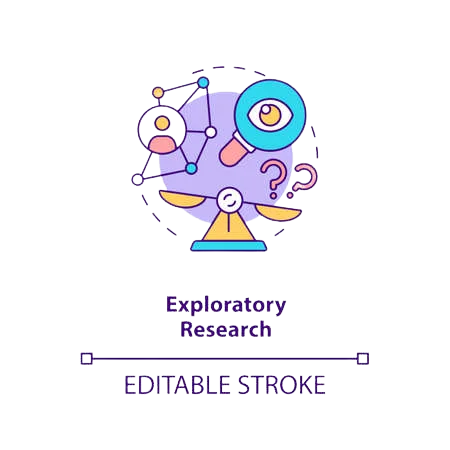 ? ?
Exploratory
Research
EDITABLE STROKE